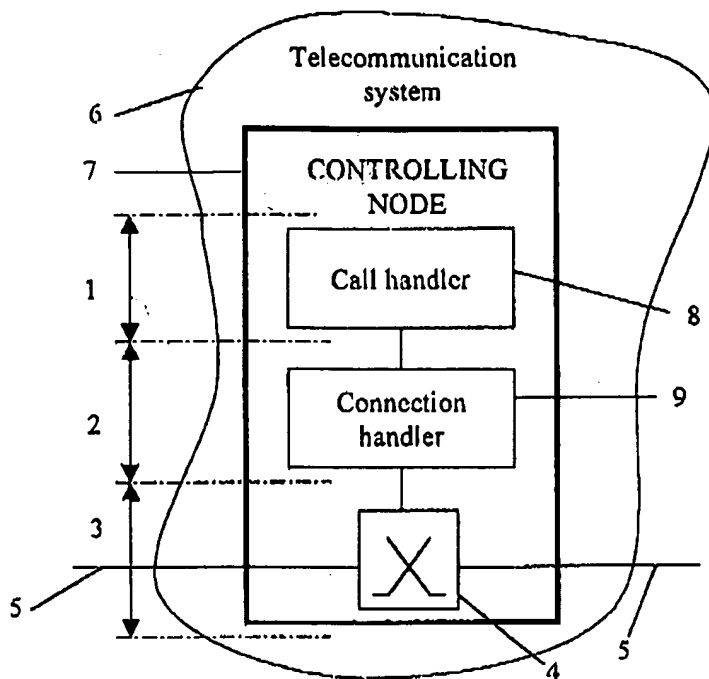 Telecommunication
system
6
7
CONTROLLING
NODE
1
Call handler
8
2
Connection
handler
9
3
5
4
5